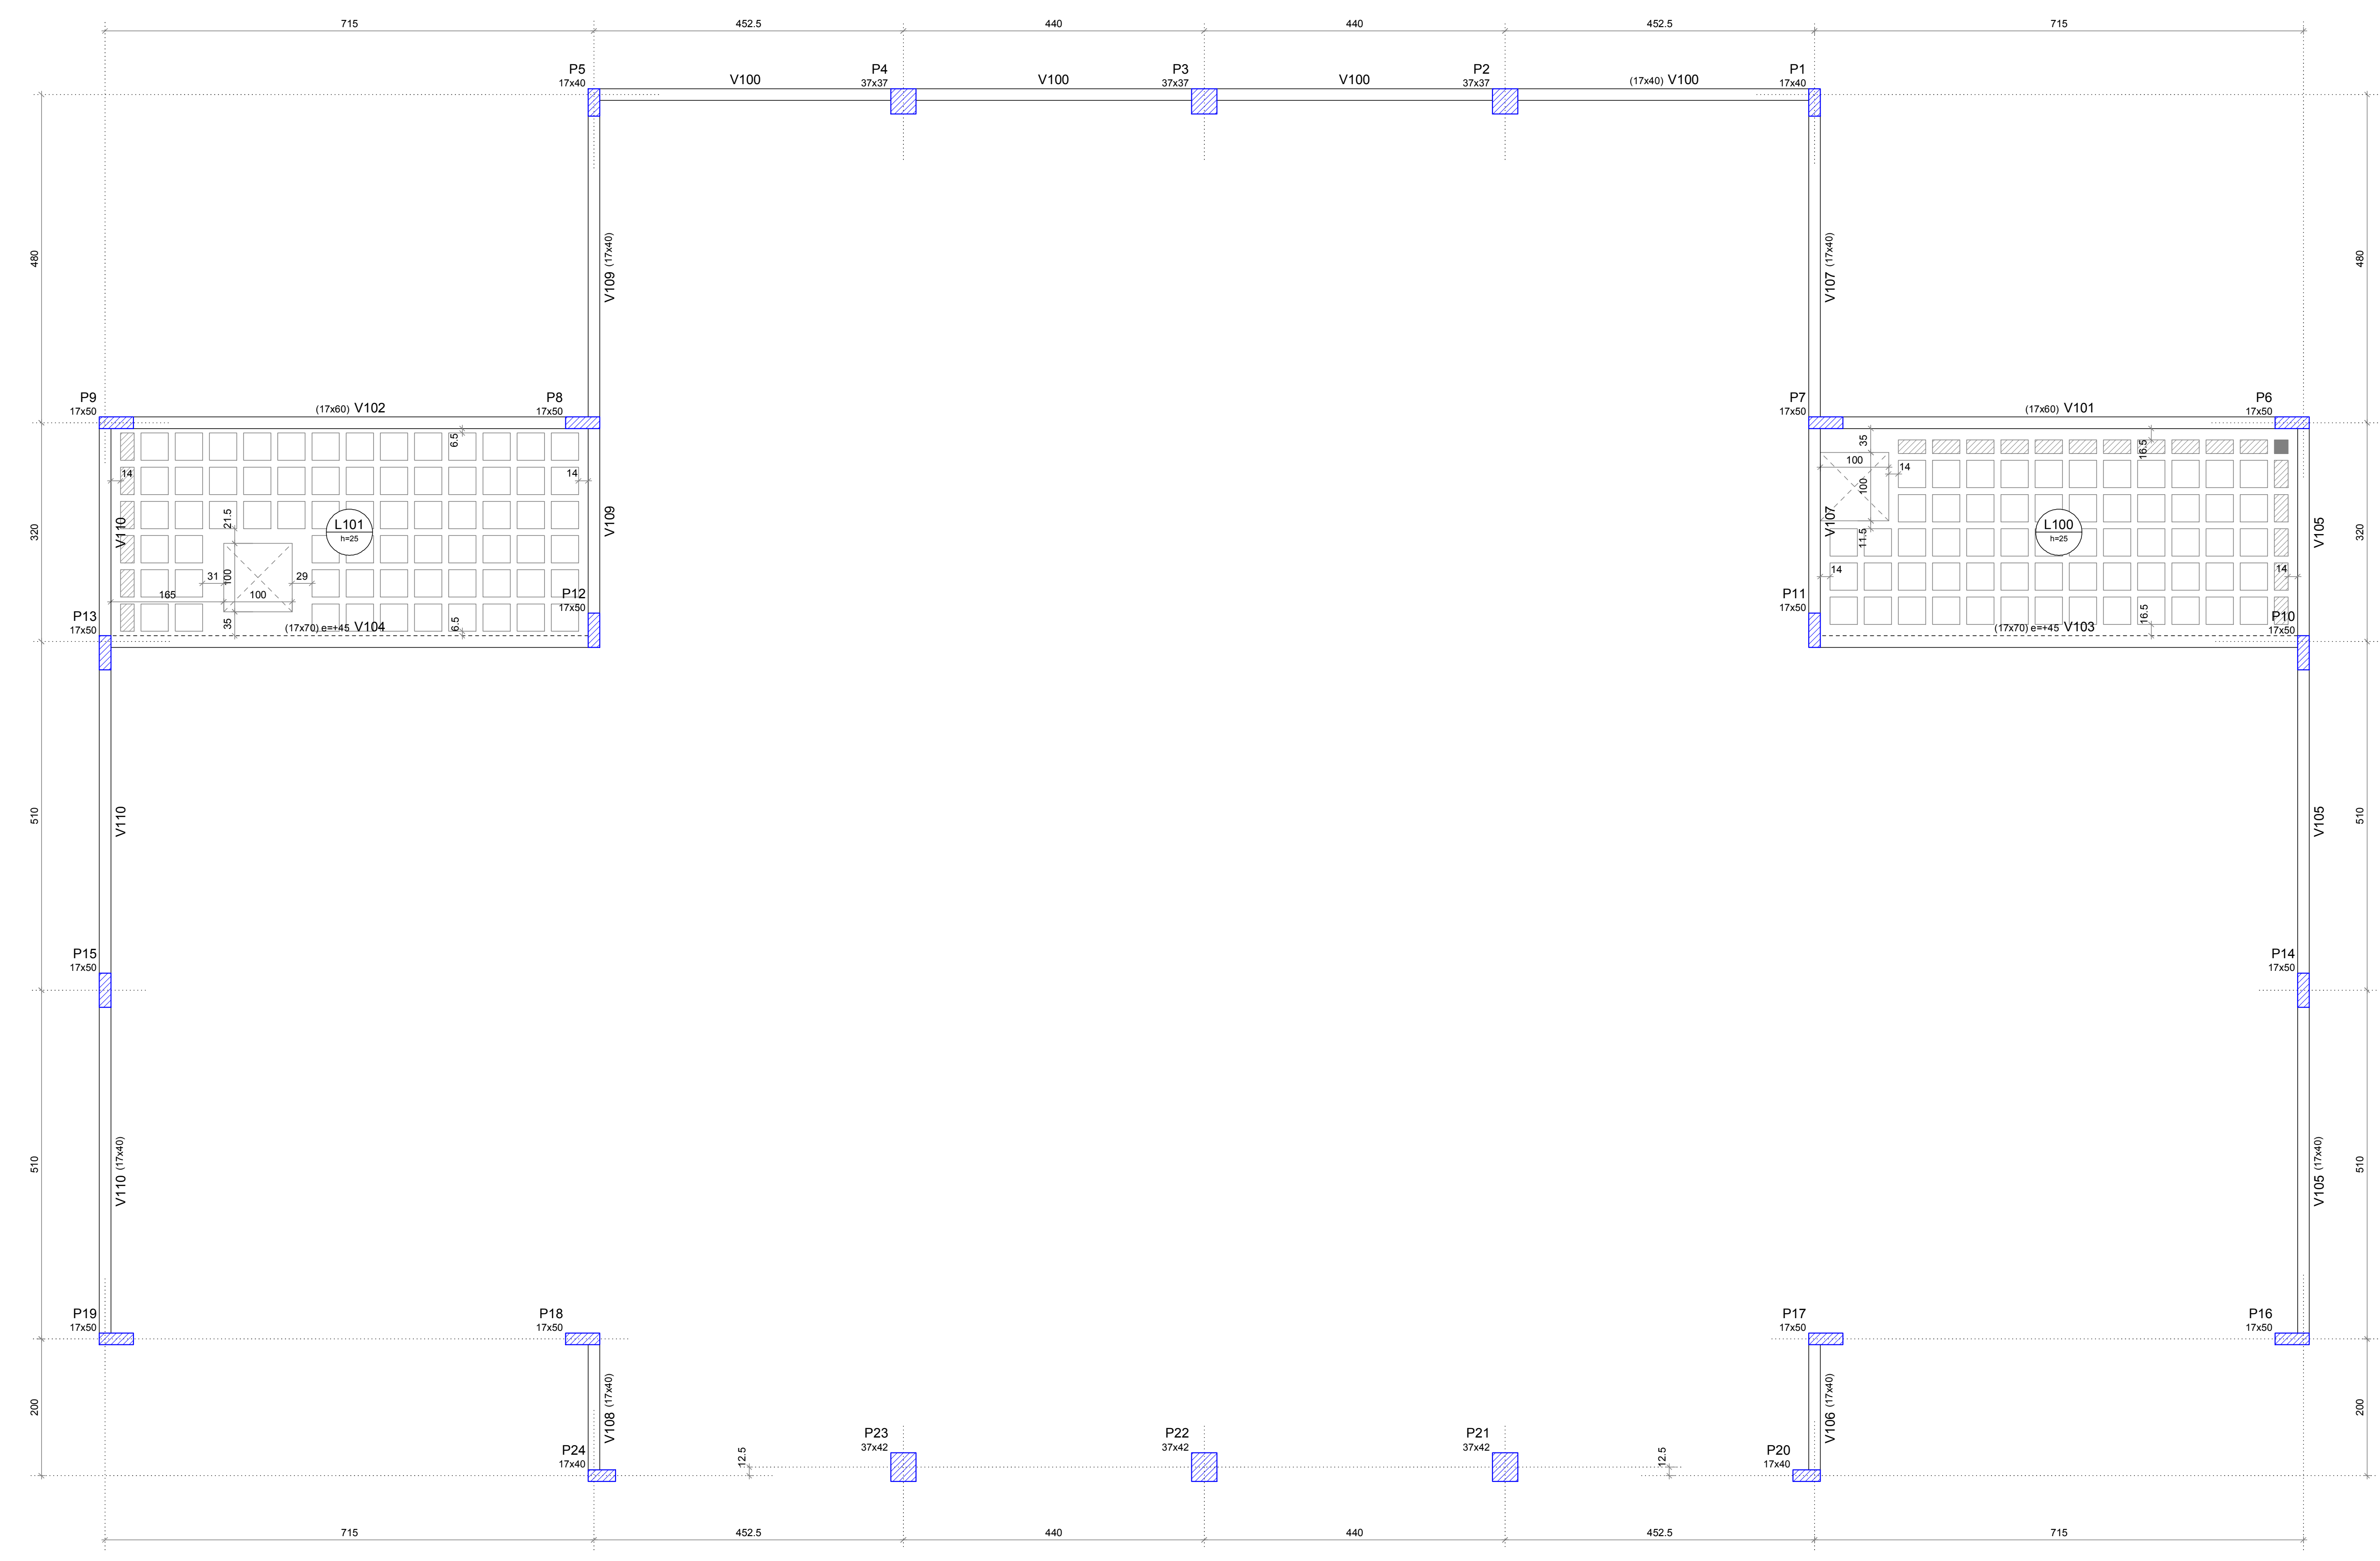 715
452.5
440
440
452.5
715
P5
17x40
V100
P4
37x37
V100
P3
37x37
V100
P2
37x37
(17x40) V100
P1
17x40
480
V109 (17x40)
V107 (17x40)
480
P9
17x50
(17x60) V102
P8
17x50
P7
17x50
(17x60) V101
P6
17x50
6.5
14
14
35
100
14
100
16.5
320
V110
21.5
L101
h=25
V109
V107
11.5
L100
h=25
V105
320
31
100
29
165
100
14
14
P13
17x50
35
(17x70) e=+45 V104
6.5
P12
17x50
P11
17x50
(17x70) e=+45 V103
16.5
P10
17x50
510
V110
V105
510
P15
17x50
P14
17x50
510
V110 (17x40)
V105 (17x40)
510
P19
17x50
P18
17x50
P17
17x50
P16
17x50
200
V108 (17x40)
V106 (17x40)
200
P24
17x40
12.5
P23
37x42
P22
37x42
P21
37x42
12.5
P20
17x40
715
452.5
440
440
452.5
715